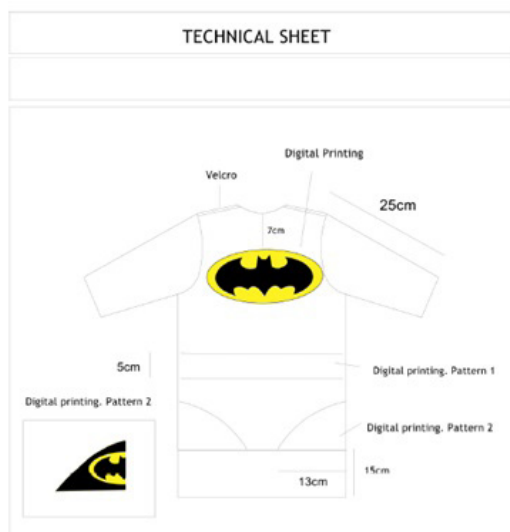 TECHNICAL SHEET
Digital Printing
Velcro
25cm
7cm
5cm
Digital printing. Pattern 1
Digital printing. Pattern 2
Digital printing. Pattern 2
15cm
13cm